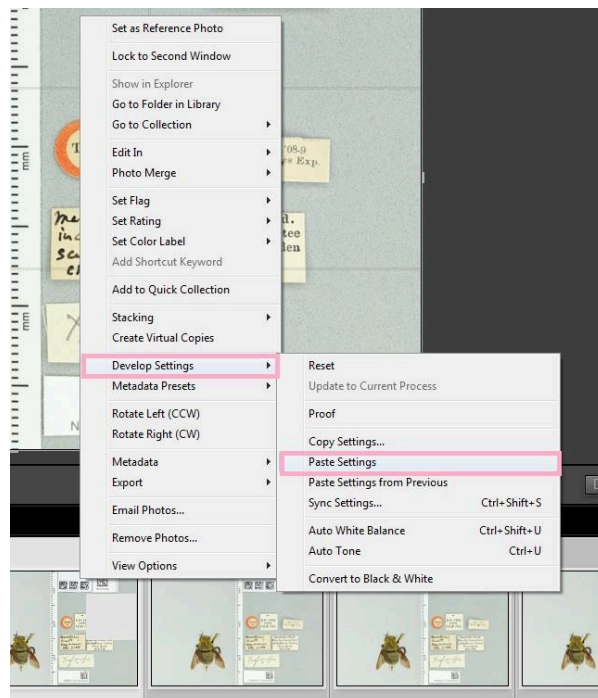 Set as Reference Photo
Lock to Second Window
Show in Explorer
Go to Folder in Library
Go to Collection
Edit In
Photo Merge
Set Flag
Set Rating
Set Color Label
Add Shortcut Keyword
Add to Quick Collection
Stacking
Create Virtual Copies
Develop Settings
Metadata Presets
Rotate Left (CCW)
Rotate Right (CW)
Metadata
Export
Email Photos...
Remove Photos...
View Options
Reset
Update to Current Process
Proof
Copy Settings...
Paste Settings
Paste Settings from Previous
Sync Settings... Ctrl+Shift+S
Auto White Balance Ctrl+Shift+U
Auto Tone Ctrl+U
Convert to Black & White
mm
mm
T
'08-9
Exp.
N